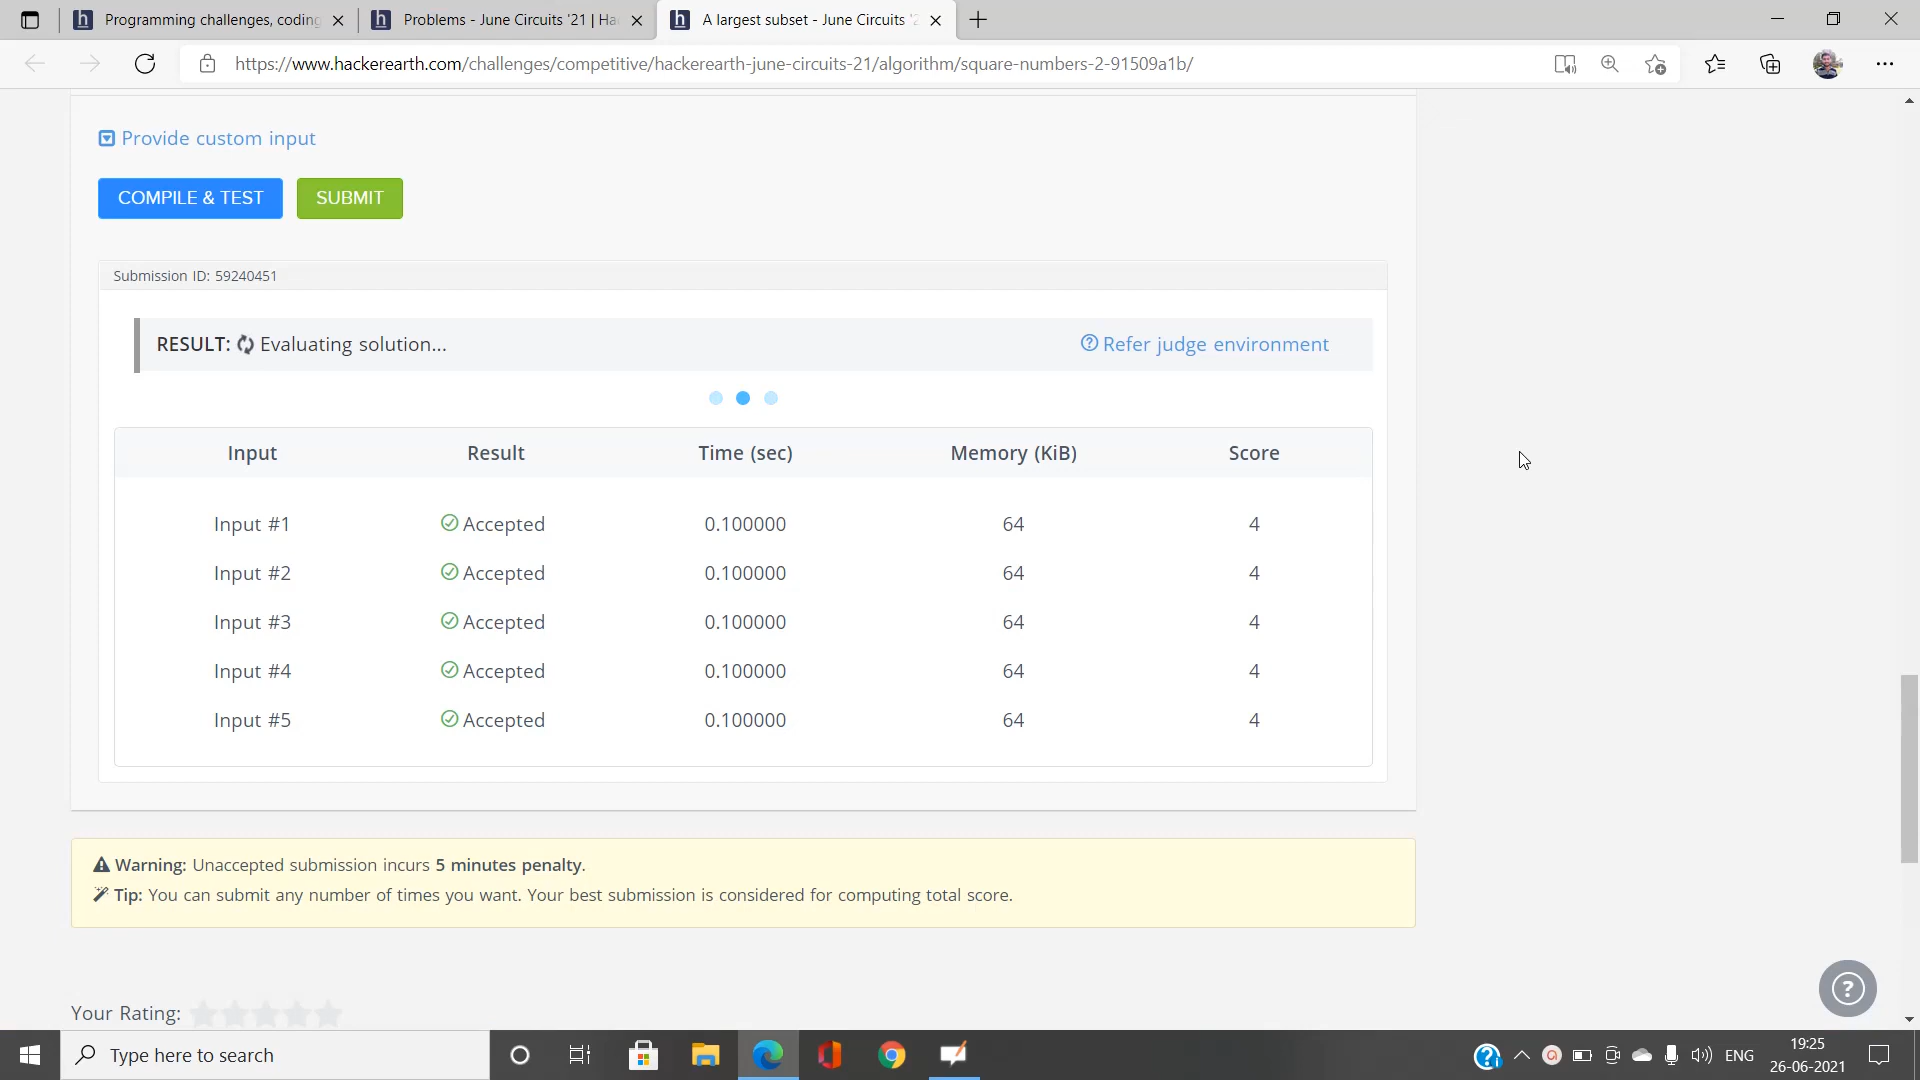 Programming challenges, coding
Problems - June Circuits '21 | Ha
A largest subset - June Circuits '2
https://www.hackerearth.com/challenges/competitive/hackerearth-june-circuits-21/algorithm/square-numbers-2-91509a1b/
Provide custom input
COMPILE & TEST
SUBMIT
Submission ID: 59240451
RESULT: Evaluating solution...
Refer judge environment
Input Result Time (sec) Memory (KiB) Score
Input #1 Accepted 0.100000 64 4
Input #2 Accepted 0.100000 64 4
Input #3 Accepted 0.100000 64 4
Input #4 Accepted 0.100000 64 4
Input #5 Accepted 0.100000 64 4
Warning: Unaccepted submission incurs 5 minutes penalty.
Tip: You can submit any number of times you want. Your best submission is considered for computing total score.
Your Rating:
Type here to search
ENG
19:25
26-06-2021